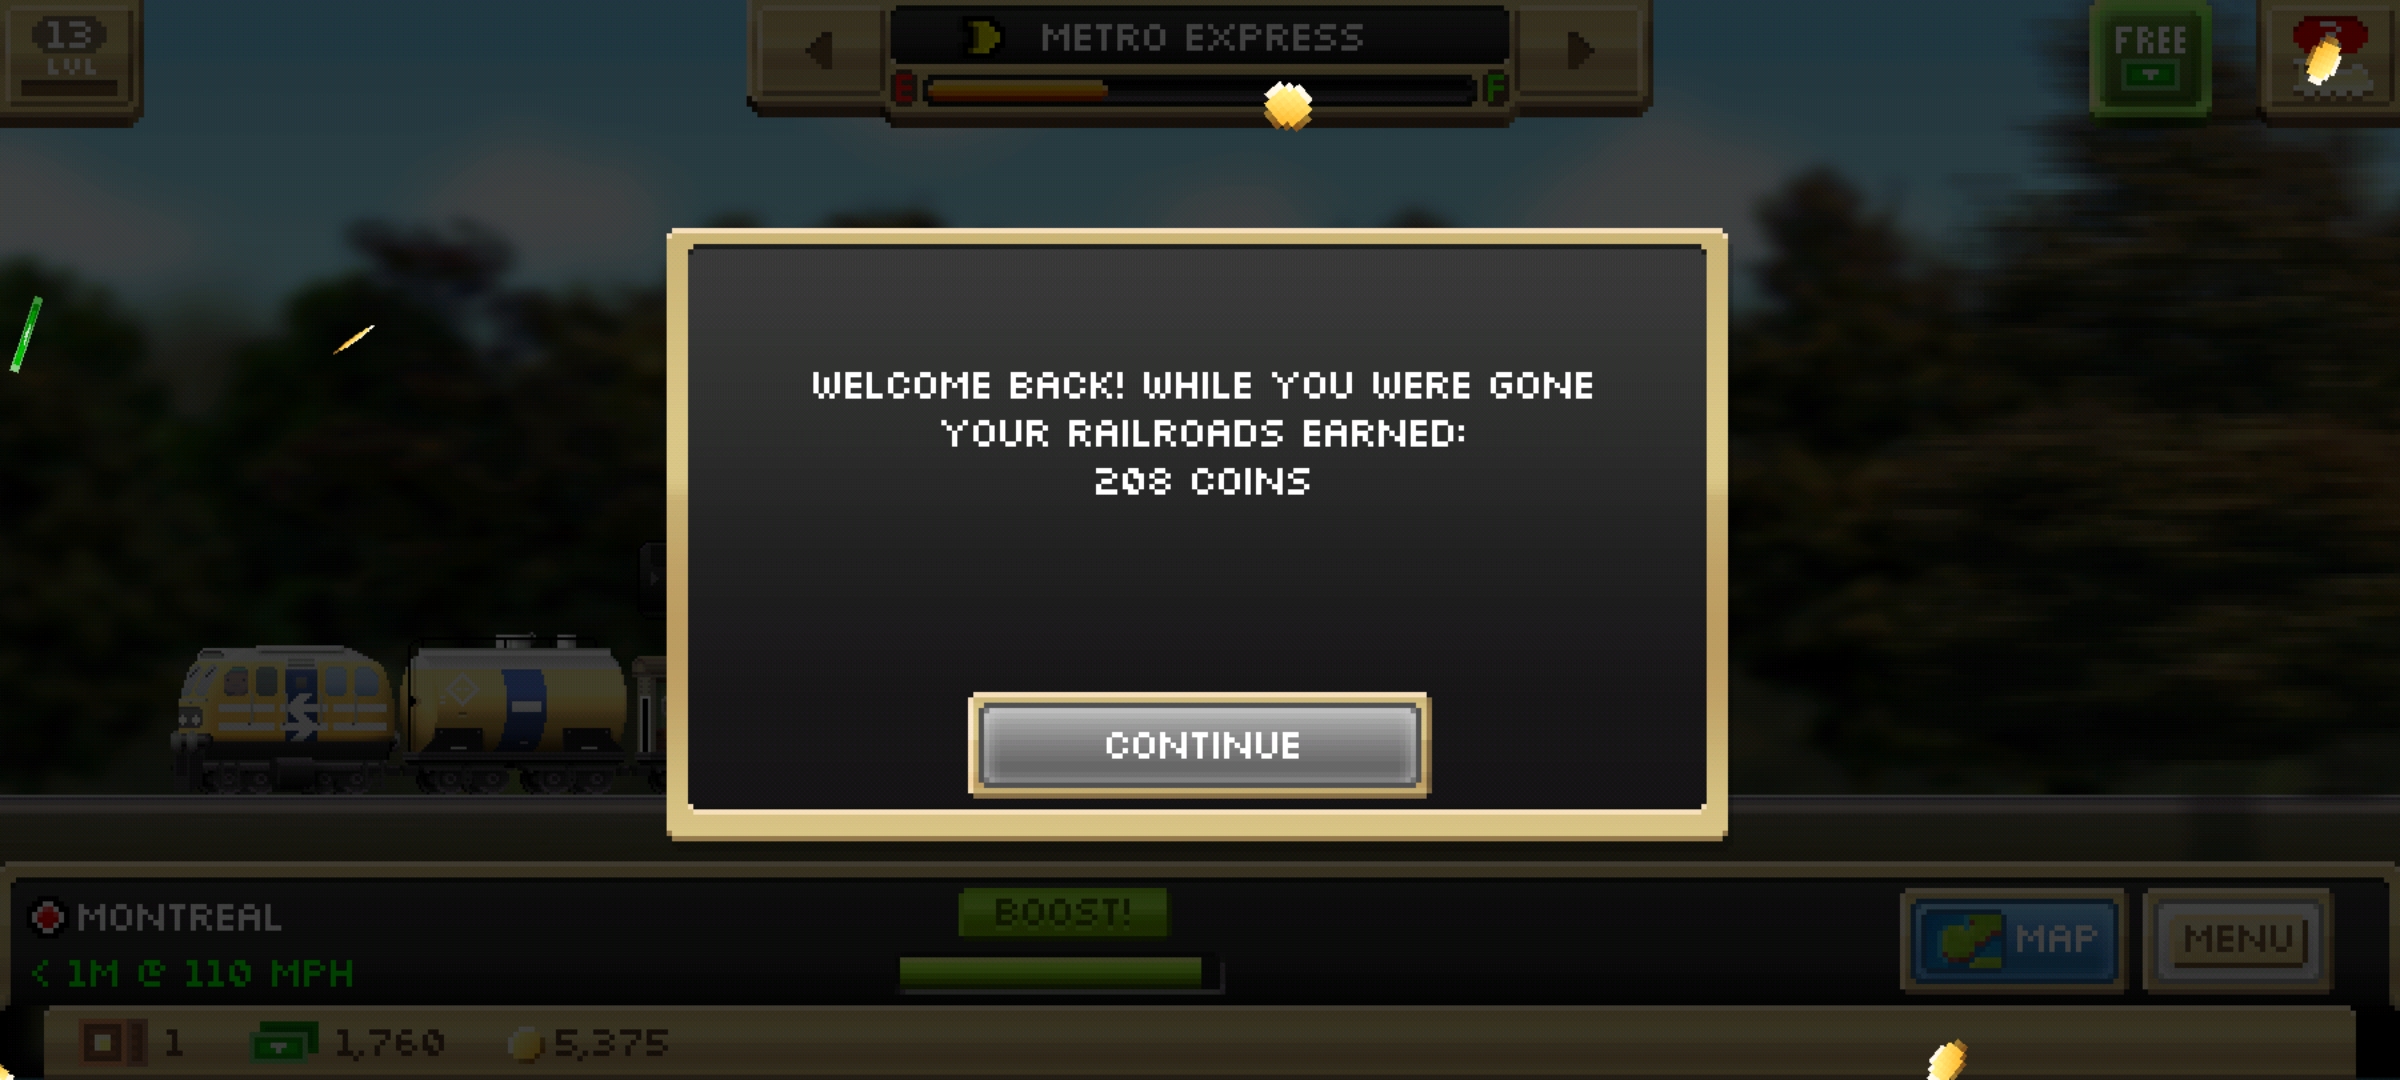 13
LVL
METRO EXPRESS
E F
FREE
WELCOME BACK! WHILE YOU WERE GONE
YOUR RAILROADS EARNED:
208 COINS
CONTINUE
MONTREAL
< 1M @ 110 MPH
BOOST!
MAP
MENU
1 1,760 5,375